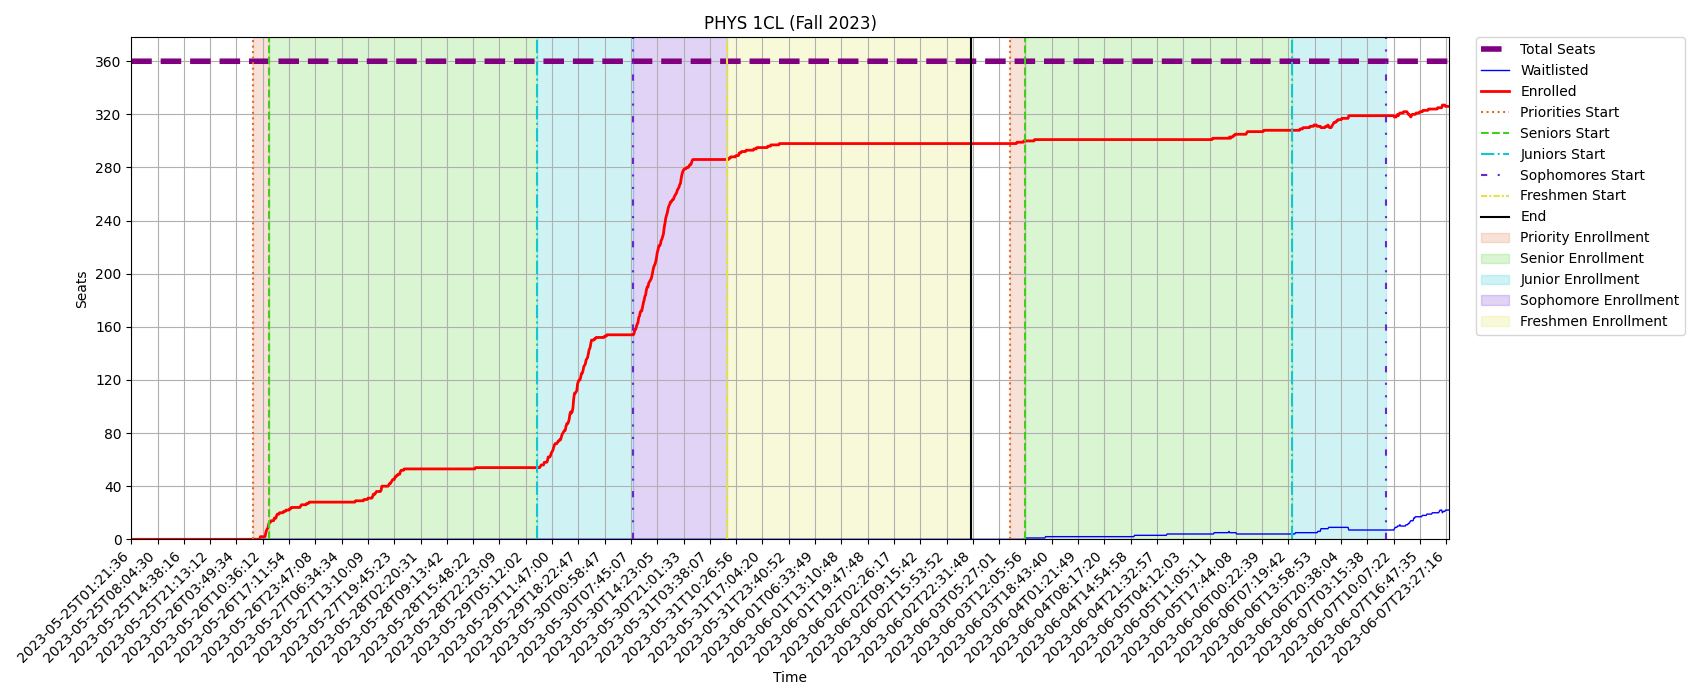 PHYS 1CL (Fall 2023)
Seats
360
320
280
240
200
160
120
80
40
0
2023-05-25T01:21:36
2023-05-25T08:04:30
2023-05-25T14:38:16
2023-05-25T21:13:12
2023-05-26T03:49:34
2023-05-26T10:36:12
2023-05-26T17:11:54
2023-05-26T23:47:08
2023-05-27T06:34:34
2023-05-27T13:10:09
2023-05-27T19:45:23
2023-05-28T02:20:31
2023-05-28T09:13:42
2023-05-28T15:48:22
2023-05-28T22:23:09
2023-05-29T05:12:02
2023-05-29T11:47:00
2023-05-29T18:22:47
2023-05-30T00:58:47
2023-05-30T07:45:07
2023-05-30T14:23:05
2023-05-30T21:01:33
2023-05-31T03:38:07
2023-05-31T10:26:56
2023-05-31T17:04:20
2023-05-31T23:40:52
2023-06-01T06:33:49
2023-06-01T13:10:48
2023-06-01T19:47:48
2023-06-02T02:26:17
2023-06-02T09:15:42
2023-06-02T15:53:52
2023-06-02T22:31:48
2023-06-03T05:27:01
2023-06-03T12:05:56
2023-06-03T18:43:40
2023-06-04T01:21:49
2023-06-04T08:17:20
2023-06-04T14:54:58
2023-06-04T21:32:57
2023-06-05T04:12:03
2023-06-05T11:05:11
2023-06-05T17:44:08
2023-06-06T00:22:39
2023-06-06T07:19:42
2023-06-06T13:58:53
2023-06-06T20:38:04
2023-06-07T03:15:38
2023-06-07T10:07:22
2023-06-07T16:47:35
2023-06-07T23:27:16
Time
Total Seats
Waitlisted
Enrolled
Priorities Start
Seniors Start
Juniors Start
Sophomores Start
Freshmen Start
End
Priority Enrollment
Senior Enrollment
Junior Enrollment
Sophomore Enrollment
Freshmen Enrollment